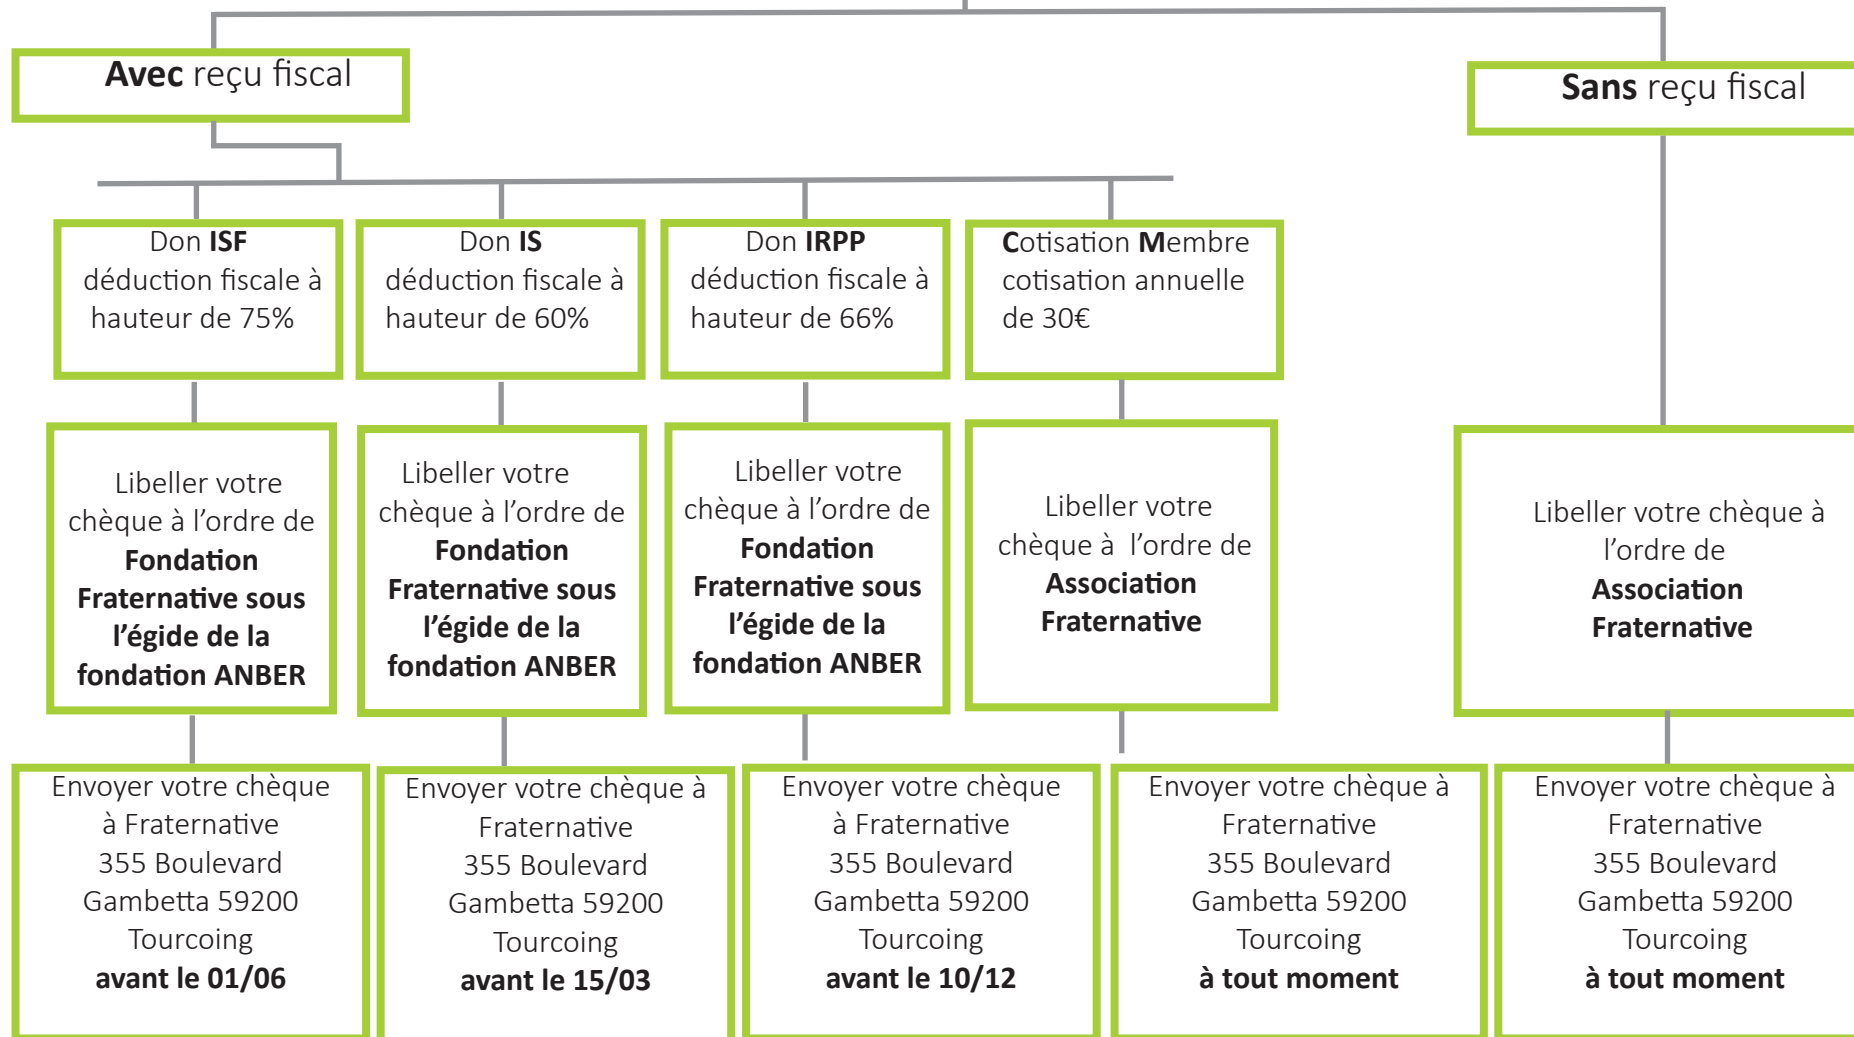 Avec reçu fiscal
Sans reçu fiscal
Don ISF
déduction fiscale à
hauteur de 75%
Don IS
déduction fiscale à
hauteur de 60%
Don IRPP
déduction fiscale à
hauteur de 66%
Cotisation Membre
cotisation annuelle
de 30€
Libeller votre
chèque à l’ordre de
Fondation
Fraternative sous
l’égide de la
fondation ANBER
Libeller votre
chèque à l’ordre de
Fondation
Fraternative sous
l’égide de la
fondation ANBER
Libeller votre
chèque à l’ordre de
Fondation
Fraternative sous
l’égide de la
fondation ANBER
Libeller votre
chèque à l’ordre de
Association
Fraternative
Libeller votre chèque à
l’ordre de
Association
Fraternative
Envoyer votre chèque
à Fraternative
355 Boulevard
Gambetta 59200
Tourcoing
avant le 01/06
Envoyer votre chèque à
Fraternative
355 Boulevard
Gambetta 59200
Tourcoing
avant le 15/03
Envoyer votre chèque
à Fraternative
355 Boulevard
Gambetta 59200
Tourcoing
avant le 10/12
Envoyer votre chèque à
Fraternative
355 Boulevard
Gambetta 59200
Tourcoing
à tout moment
Envoyer votre chèque à
Fraternative
355 Boulevard
Gambetta 59200
Tourcoing
à tout moment